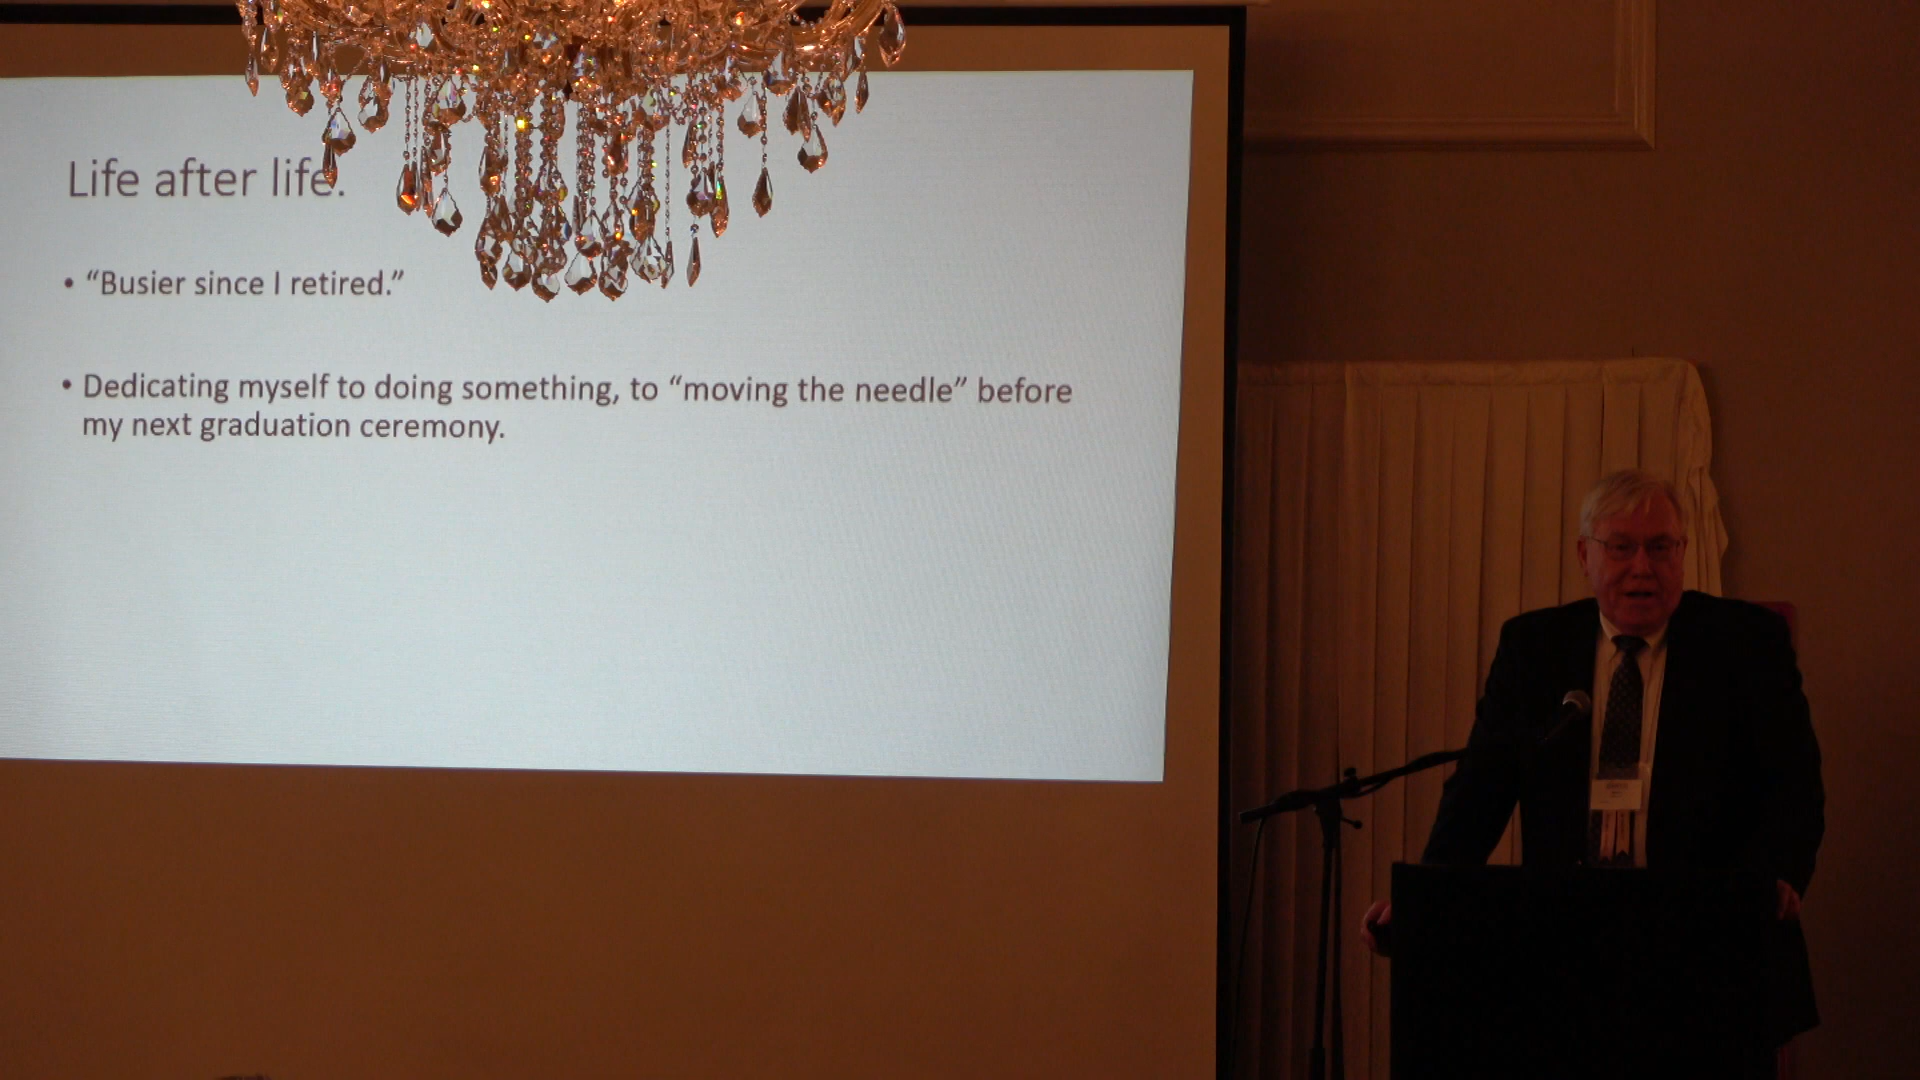 Life after life.
• “Busier since I retired.”
• Dedicating myself to doing something, to “moving the needle” before
my next graduation ceremony.